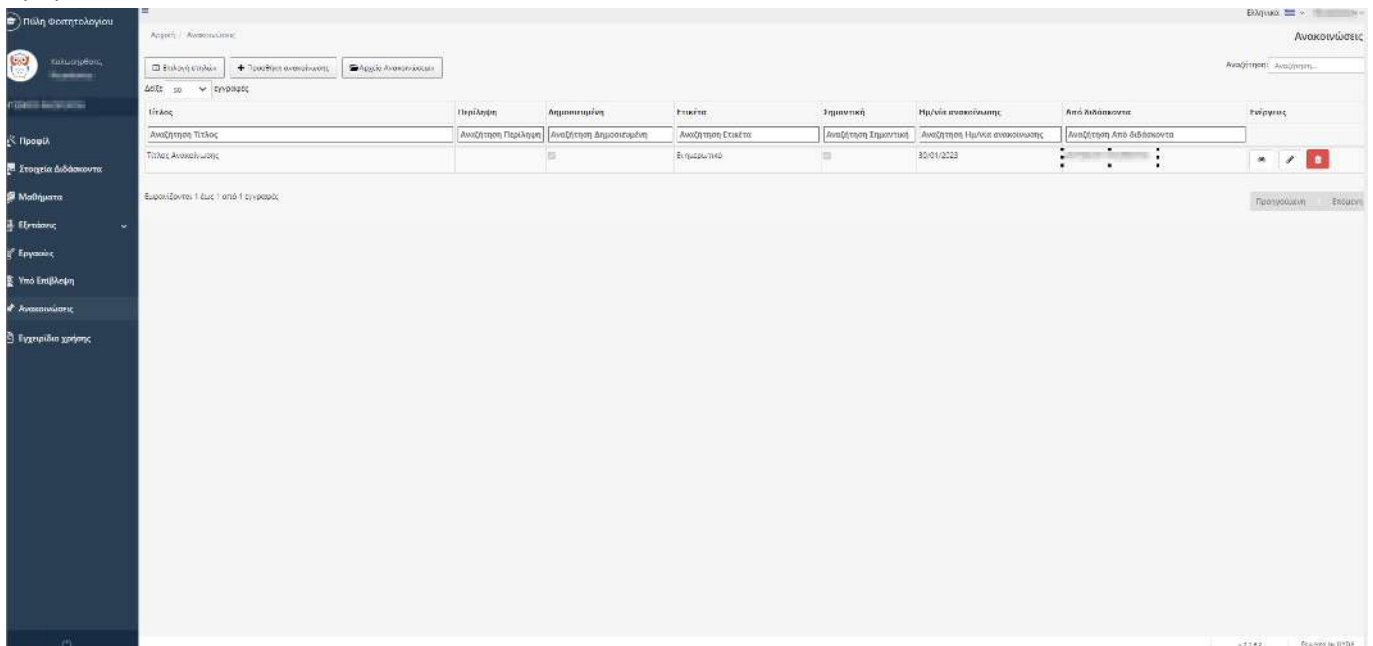 Πύλη Φοιτητολογίου
Ελληνικά
Αρχική / Ανακοινώσεις
Ανακοινώσεις
Καλωσήρθατε,
Επιλογή στηλών
Προσθήκη ανακοίνωσης
Αρχείο Ανακοινώσεων
Αναζήτηση: Αναζήτηση...
Δείξε 50 εγγραφές
Τίτλος Περίληψη Δημοσιευμένη Ετικέτα Σημαντική Ημ/νία ανακοίνωσης Από διδάσκοντα Ενέργειες
Αναζήτηση Τίτλος Αναζήτηση Περίληψη Αναζήτηση Δημοσιευμένη Αναζήτηση Ετικέτα Αναζήτηση Σημαντική Αναζήτηση Ημ/νία ανακοίνωσης Αναζήτηση Από διδάσκοντα
Τίτλος Ανακοίνωσης Ενημερωτικό 30/01/2023
Εμφανίζονται 1 έως 1 από 1 εγγραφές
Προηγούμενη 1 Επόμενη
Προφίλ
Στοιχεία Διδάσκοντα
Μαθήματα
Εξετάσεις
Εργασίες
Υπό Επίβλεψη
Ανακοινώσεις
Εγχειρίδιο χρήσης